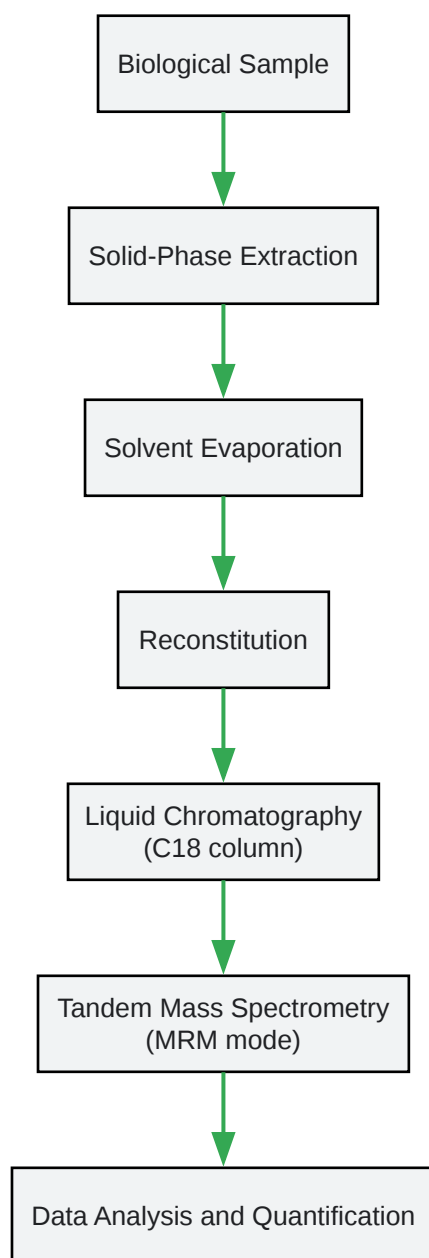 Biological Sample
Solid-Phase Extraction
Solvent Evaporation
Reconstitution
Liquid Chromatography
(C18 column)
Tandem Mass Spectrometry
(MRM mode)
Data Analysis and Quantification